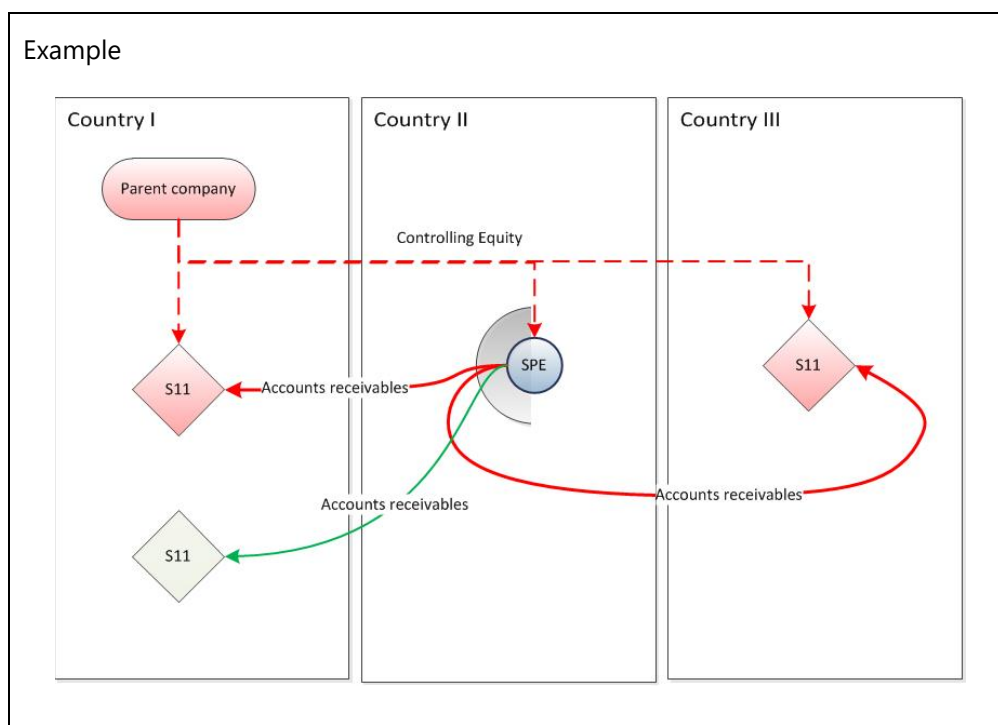 Example
Country I
Country II
Country III
Parent company
Controlling Equity
SPE
S11
S11
Accounts receivables
Accounts receivables
Accounts receivables
S11